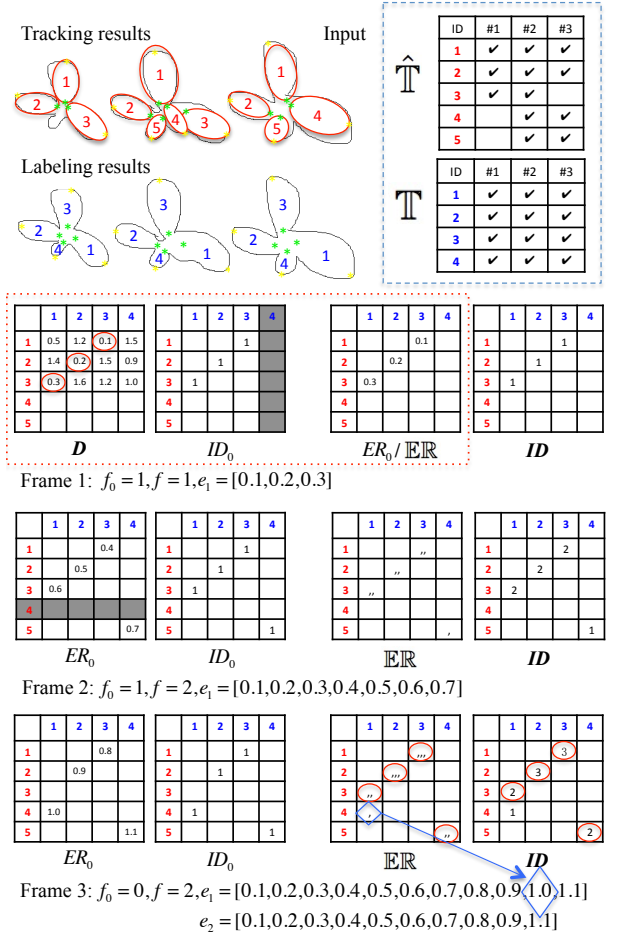 Tracking results
Input
1
2
3
1
2
5
4
3
1
2
5
4
𝕋̂
ID #1 #2 #3
1 ✔ ✔ ✔
2 ✔ ✔ ✔
3 ✔ ✔
4 ✔ ✔
5 ✔ ✔
Labeling results
3
2
4
1
3
2
4
1
3
2
4
1
𝕋
ID #1 #2 #3
1 ✔ ✔ ✔
2 ✔ ✔ ✔
3 ✔ ✔ ✔
4 ✔ ✔ ✔
1 2 3 4
1 0.5 1.2 0.1 1.5
2 1.4 0.2 1.5 0.9
3 0.3 1.6 1.2 1.0
4
5
D
1 2 3 4
1 1
2 1
3 1
4
5
ID₀
1 2 3 4
1 0.1
2 0.2
3 0.3
4
5
ER₀ / 𝔼ℝ
1 2 3 4
1 1
2 1
3 1
4
5
ID
Frame 1: f₀ = 1, f = 1, e₁ = [0.1,0.2,0.3]
1 2 3 4
1 0.4
2 0.5
3 0.6
4
5 0.7
ER₀
1 2 3 4
1 1
2 1
3 1
4
5 1
ID₀
1 2 3 4
1 ,,
2 ,,
3 ,,
4
5 ,
𝔼ℝ
1 2 3 4
1 2
2 2
3 2
4
5 1
ID
Frame 2: f₀ = 1, f = 2, e₁ = [0.1,0.2,0.3,0.4,0.5,0.6,0.7]
1 2 3 4
1 0.8
2 0.9
3
4 1.0
5 1.1
ER₀
1 2 3 4
1 1
2 1
3
4 1
5 1
ID₀
1 2 3 4
1 ,,,
2 ,,,
3 ,,
4 ,
5 ,,
𝔼ℝ
1 2 3 4
1 3
2 3
3 2
4 1
5 2
ID
Frame 3: f₀ = 0, f = 2, e₁ = [0.1,0.2,0.3,0.4,0.5,0.6,0.7,0.8,0.9,1.0,1.1]
e₂ = [0.1,0.2,0.3,0.4,0.5,0.6,0.7,0.8,0.9,1.1]